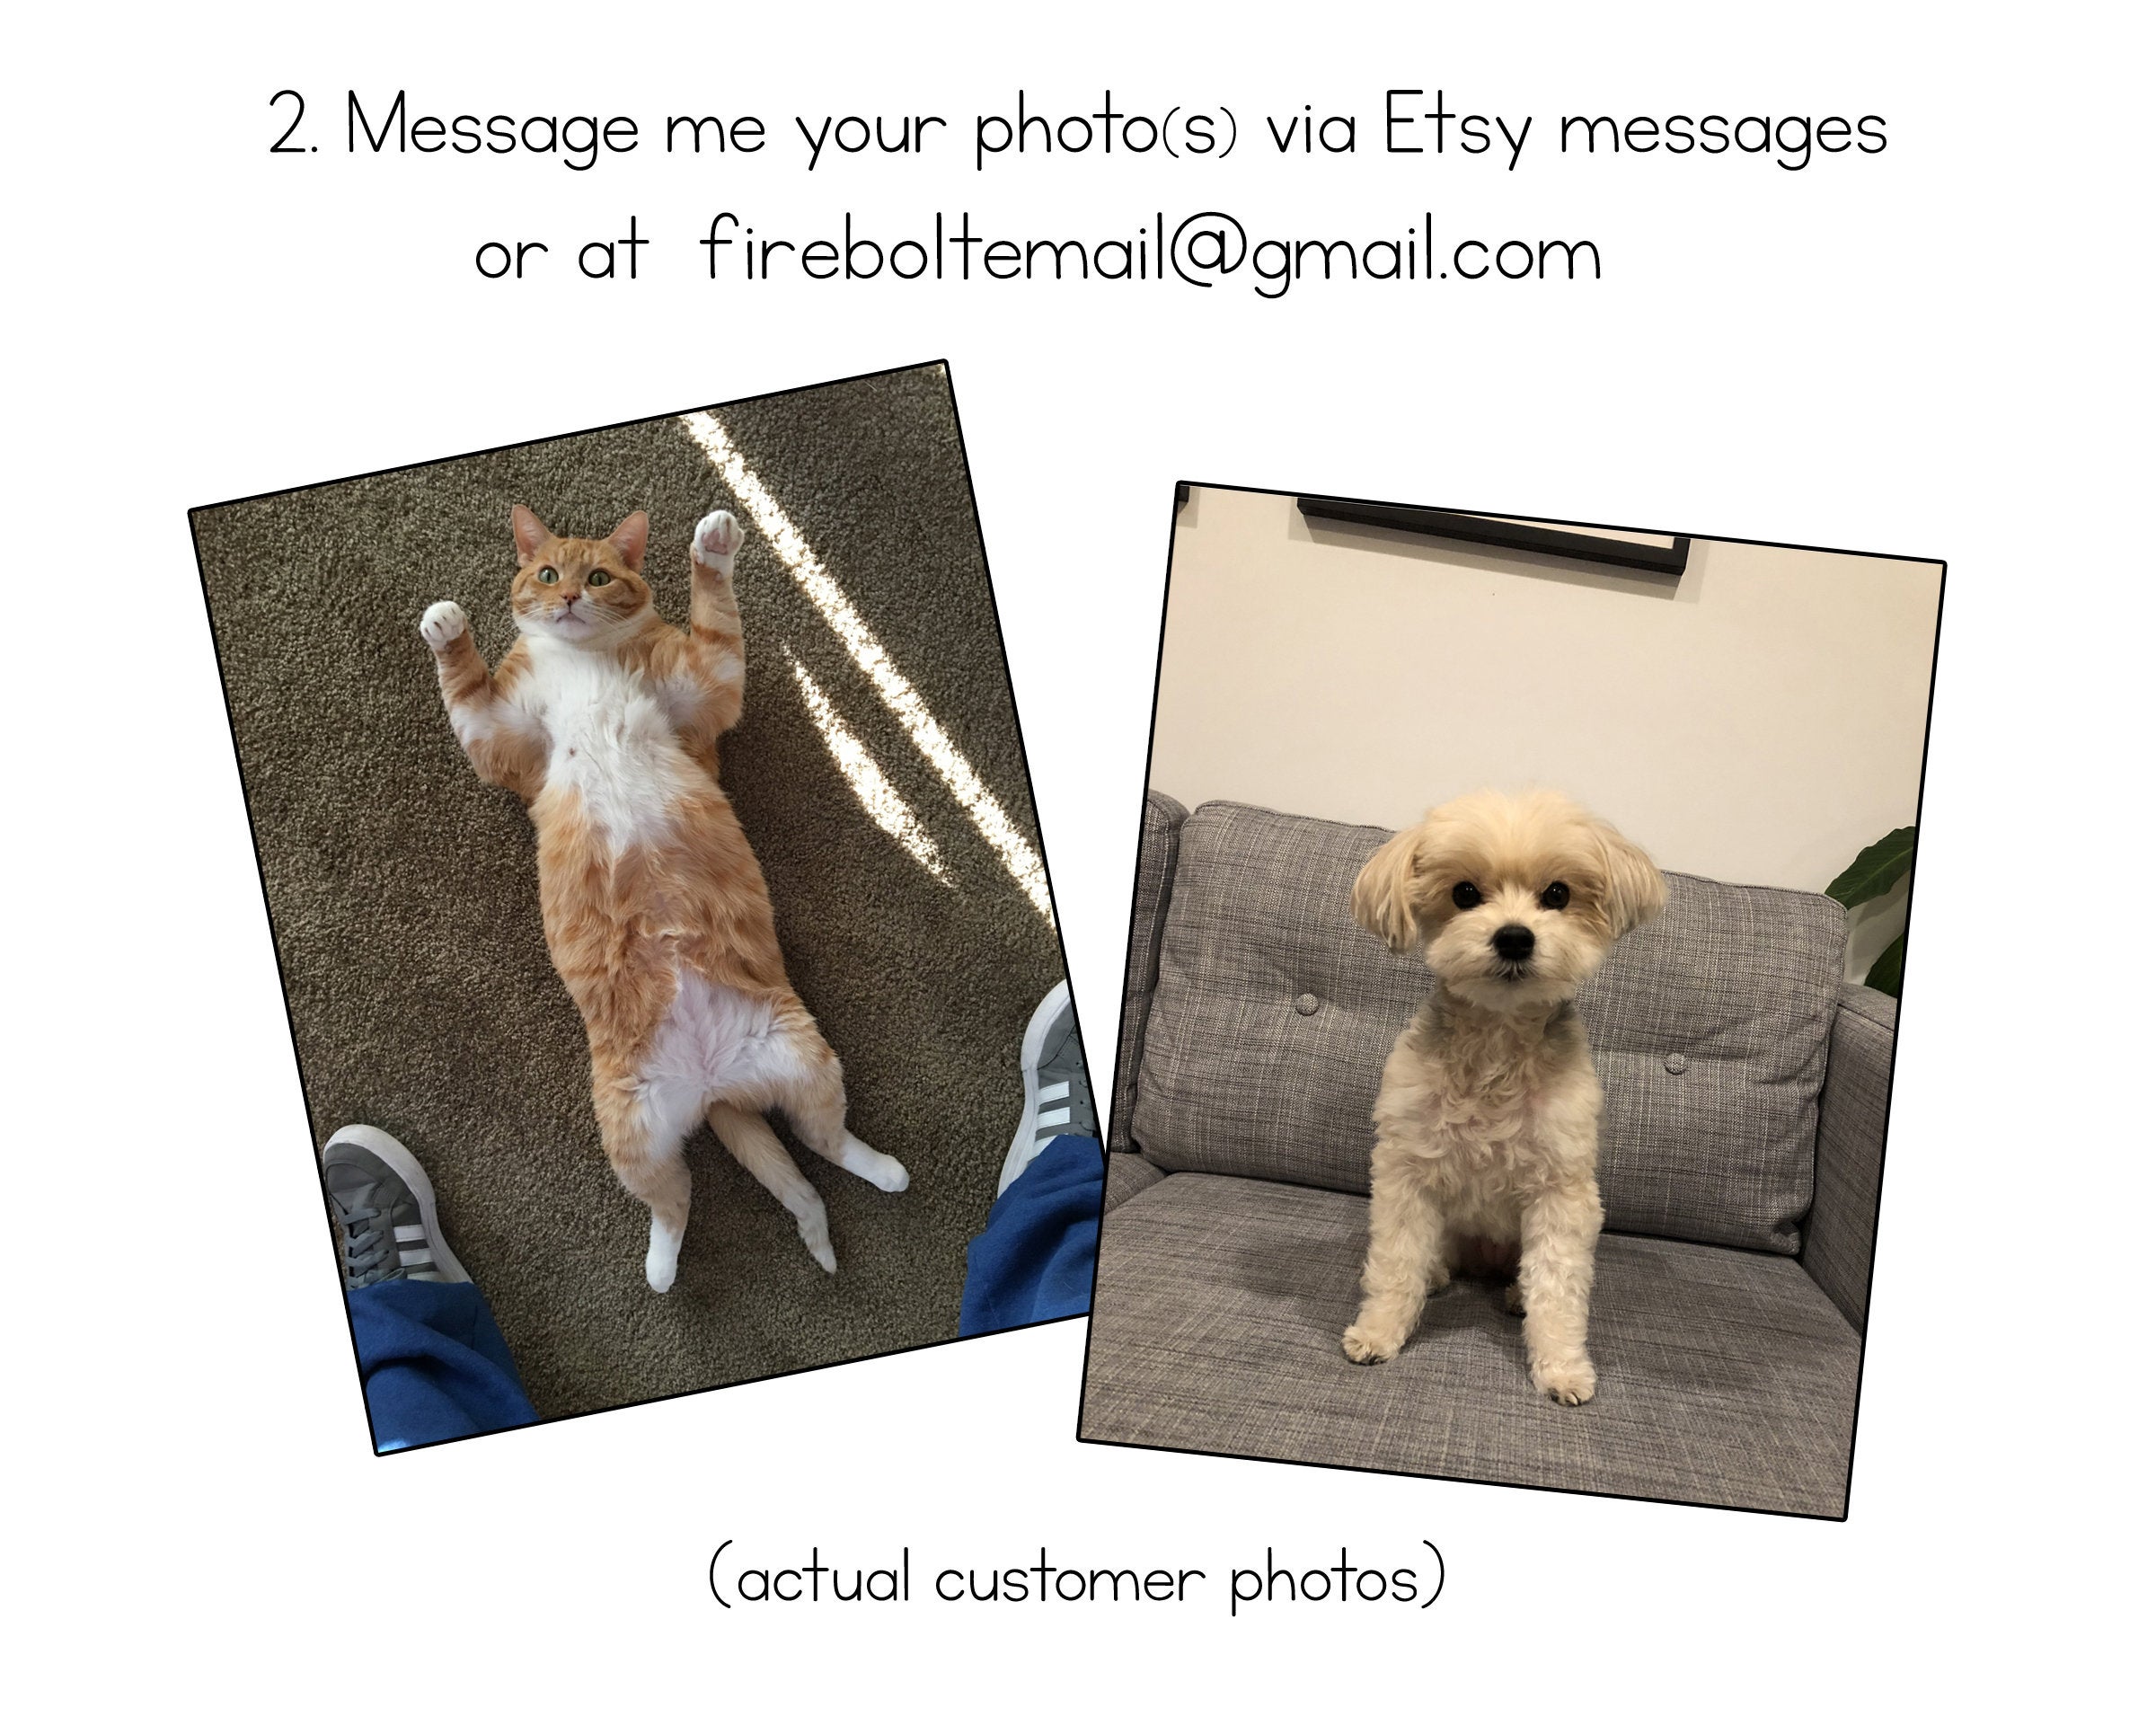 2. Message me your photo(s) via Etsy messages
or at fireboltemail@gmail.com
(actual customer photos)